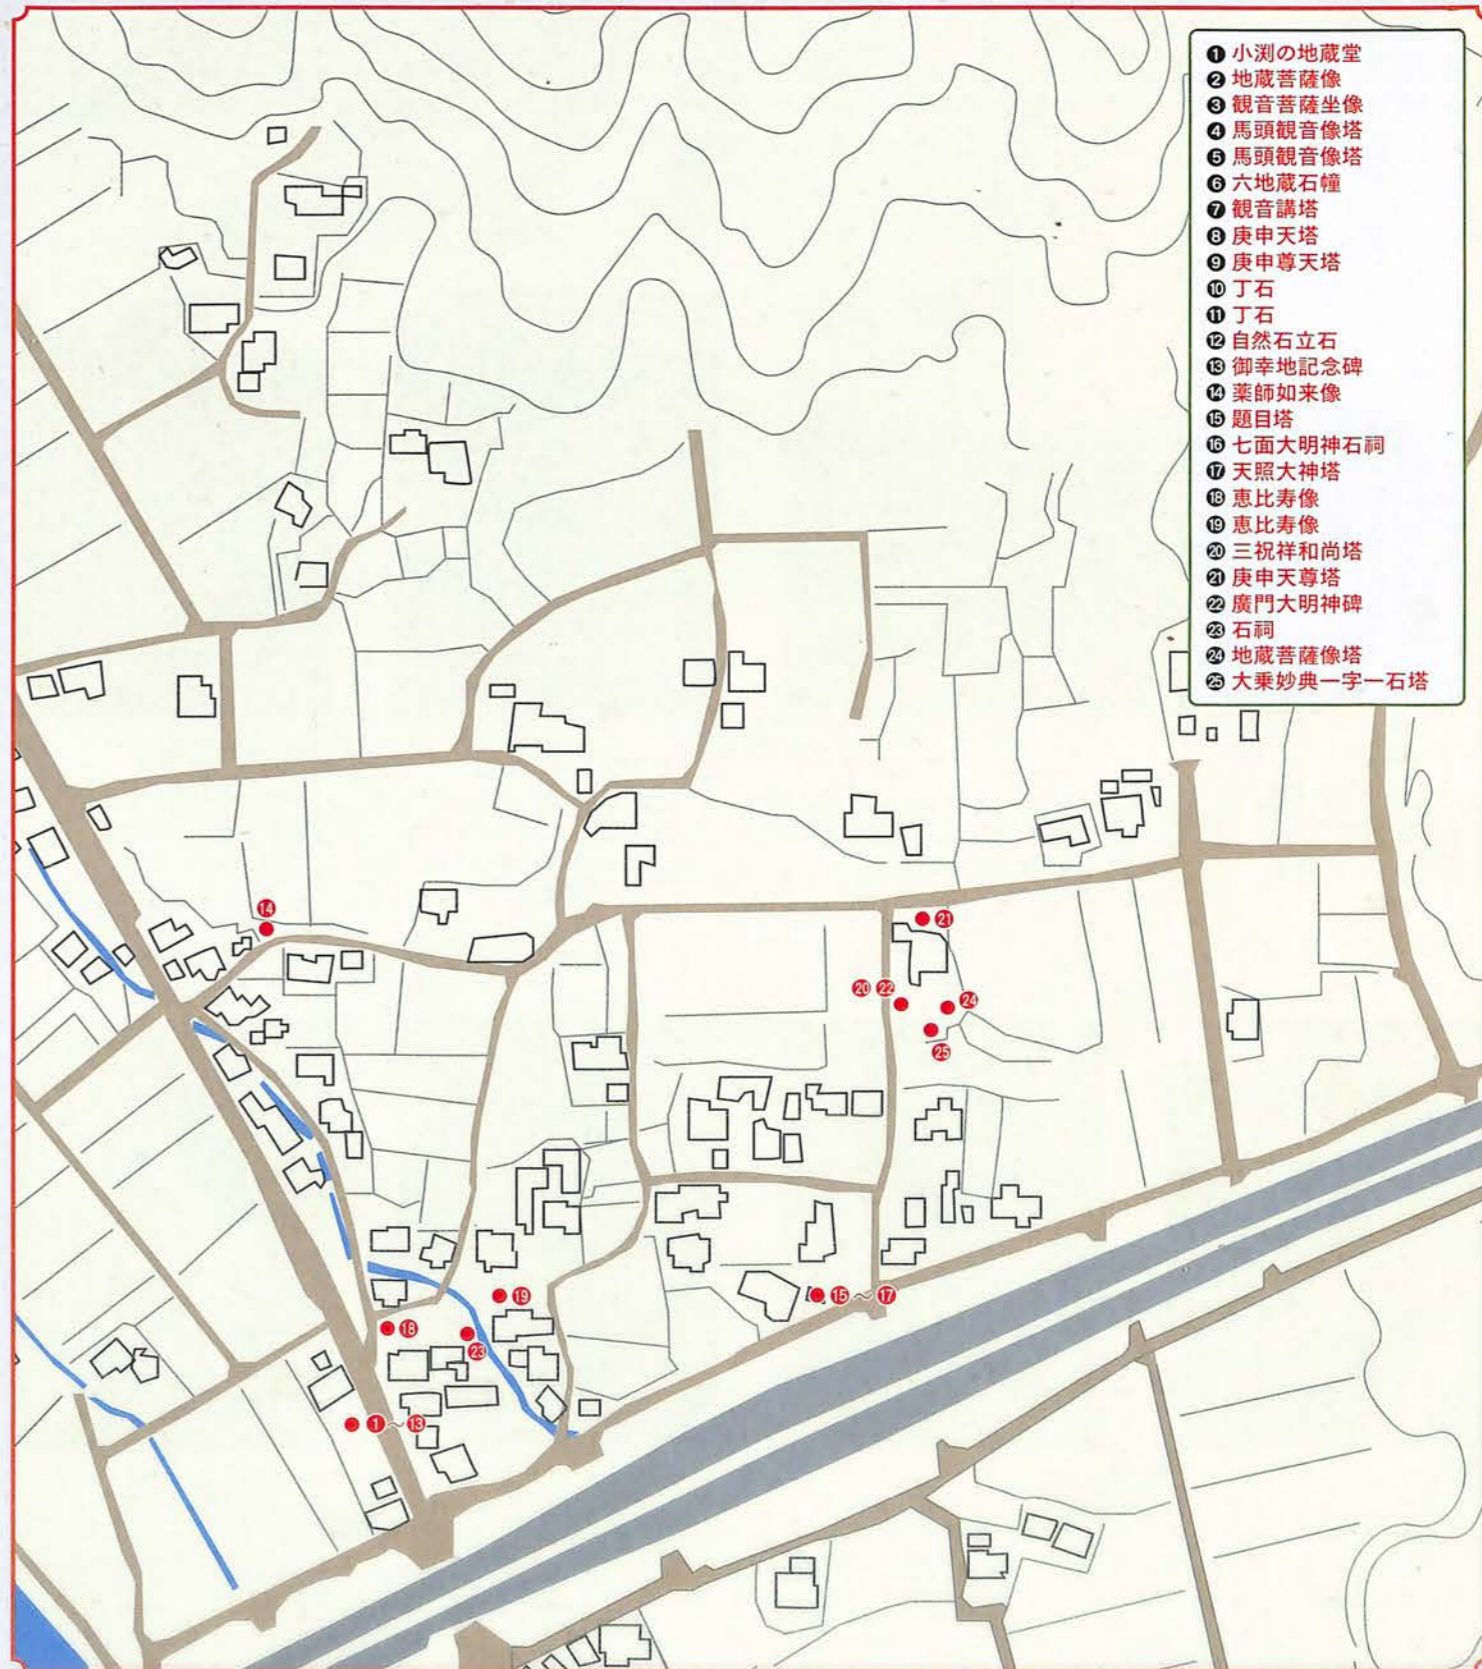 ❶ 小渕の地蔵堂
❷ 地蔵菩薩像
❸ 観音菩薩坐像
❹ 馬頭観音像塔
❺ 馬頭観音像塔
❻ 六地蔵石幢
❼ 観音講塔
❽ 庚申天塔
❾ 庚申尊天塔
❿ 丁石
⓫ 丁石
⓬ 自然石立石
⓭ 御幸地記念碑
⓮ 薬師如来像
⓯ 題目塔
⓰ 七面大明神石祠
⓱ 天照大神塔
⓲ 恵比寿像
⓳ 恵比寿像
⓴ 三祝祥和尚塔
㉑ 庚申天尊塔
㉒ 廣門大明神碑
㉓ 石祠
㉔ 地蔵菩薩像塔
㉕ 大乗妙典一字一石塔
⓮
㉑
⓴ ㉒
㉔
㉕
⓳
⓯～⓱
⓲
㉓
❶～⓭